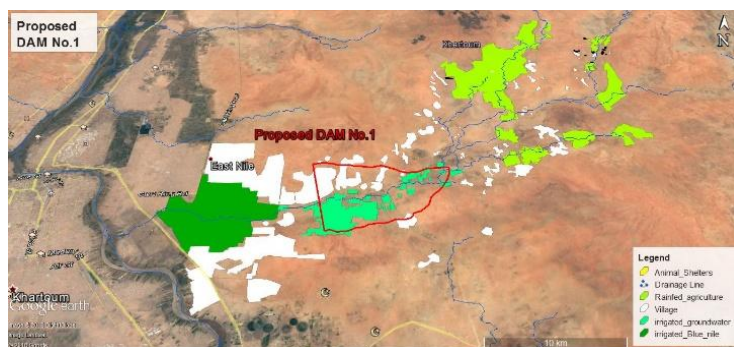 Proposed
DAM No.1
N
Khartoum
Proposed DAM No.1
East Nile
Khartoum
Google earth
10 km
Legend
Animal_Shelters
Drainage Line
Rainfed_agriculture
Village
irrigated_groundwater
irrigated_Blue_nile